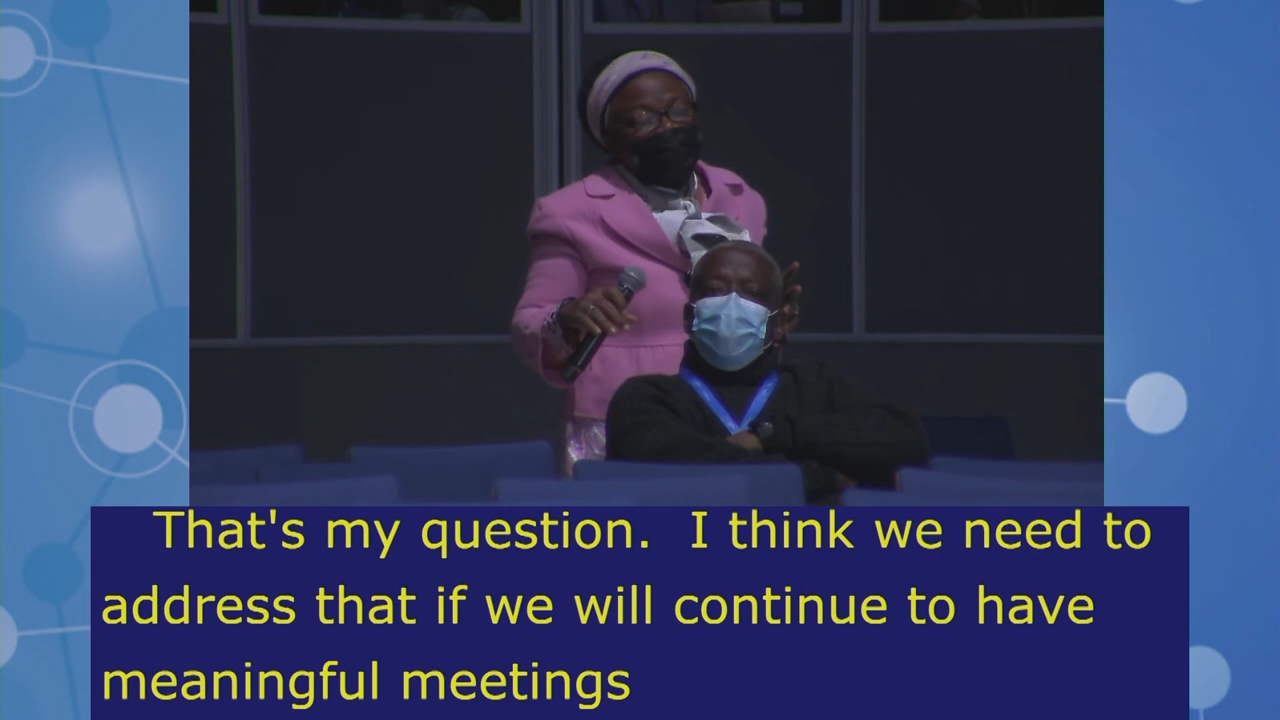 That's my question.  I think we need to
address that if we will continue to have
meaningful meetings